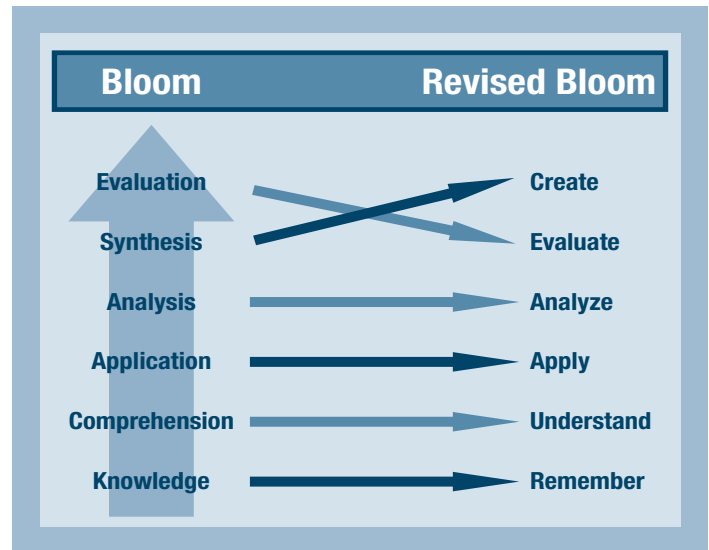 Bloom Revised Bloom
Evaluation Create
Synthesis Evaluate
Analysis Analyze
Application Apply
Comprehension Understand
Knowledge Remember